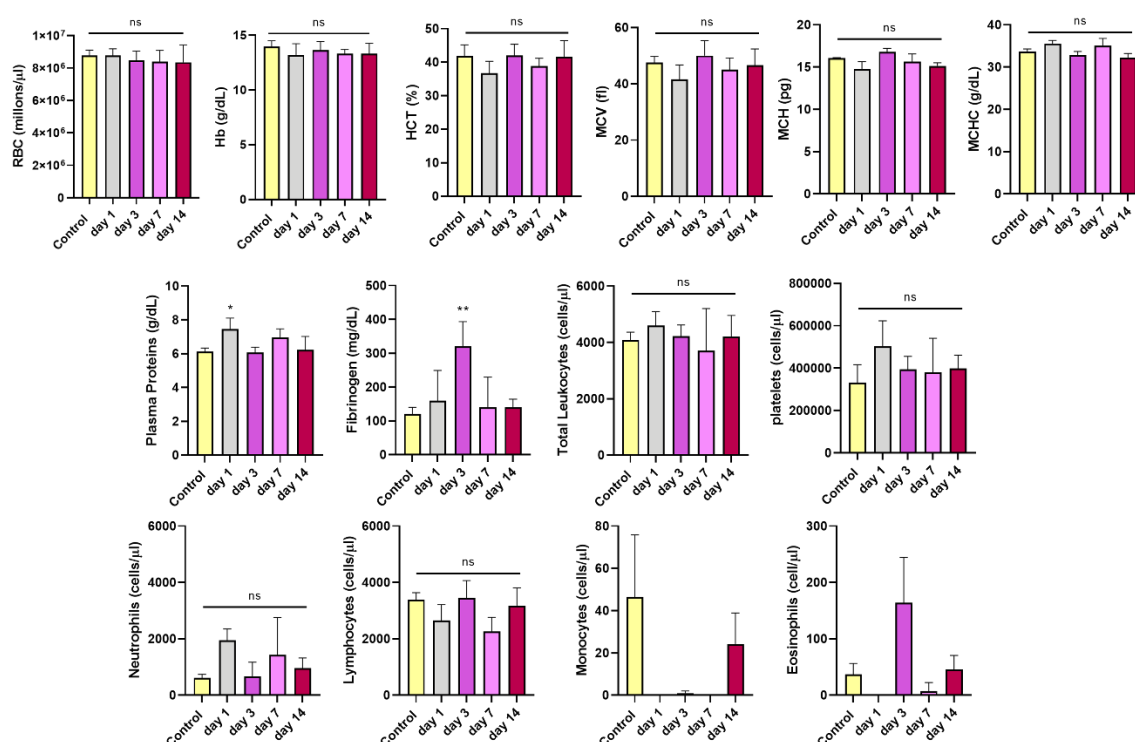 ns
RBC (millons/µl)
1×10⁷
8×10⁶
6×10⁶
4×10⁶
2×10⁶
0
Control
day 1
day 3
day 7
day 14
ns
Hb (g/dL)
15
10
5
0
Control
day 1
day 3
day 7
day 14
ns
HCT (%)
50
40
30
20
10
0
Control
day 1
day 3
day 7
day 14
ns
MCV (fl)
60
40
20
0
Control
day 1
day 3
day 7
day 14
ns
MCH (pg)
20
15
10
5
0
Control
day 1
day 3
day 7
day 14
ns
MCHC (g/dL)
40
30
20
10
0
Control
day 1
day 3
day 7
day 14
Plasma Proteins (g/dL)
10
8
6
4
2
0
*
Control
day 1
day 3
day 7
day 14
Fibrinogen (mg/dL)
500
400
300
200
100
0
**
Control
day 1
day 3
day 7
day 14
ns
Total Leukocytes (cells/µl)
6000
4000
2000
0
Control
day 1
day 3
day 7
day 14
ns
platelets (cells/µl)
800000
600000
400000
200000
0
Control
day 1
day 3
day 7
day 14
ns
Neutrophils (cells/µl)
6000
4000
2000
0
Control
day 1
day 3
day 7
day 14
ns
Lymphocytes (cells/µl)
6000
4000
2000
0
Control
day 1
day 3
day 7
day 14
Monocytes (cells/µl)
80
60
40
20
0
Control
day 1
day 3
day 7
day 14
Eosinophils (cell/µl)
300
200
100
0
Control
day 1
day 3
day 7
day 14